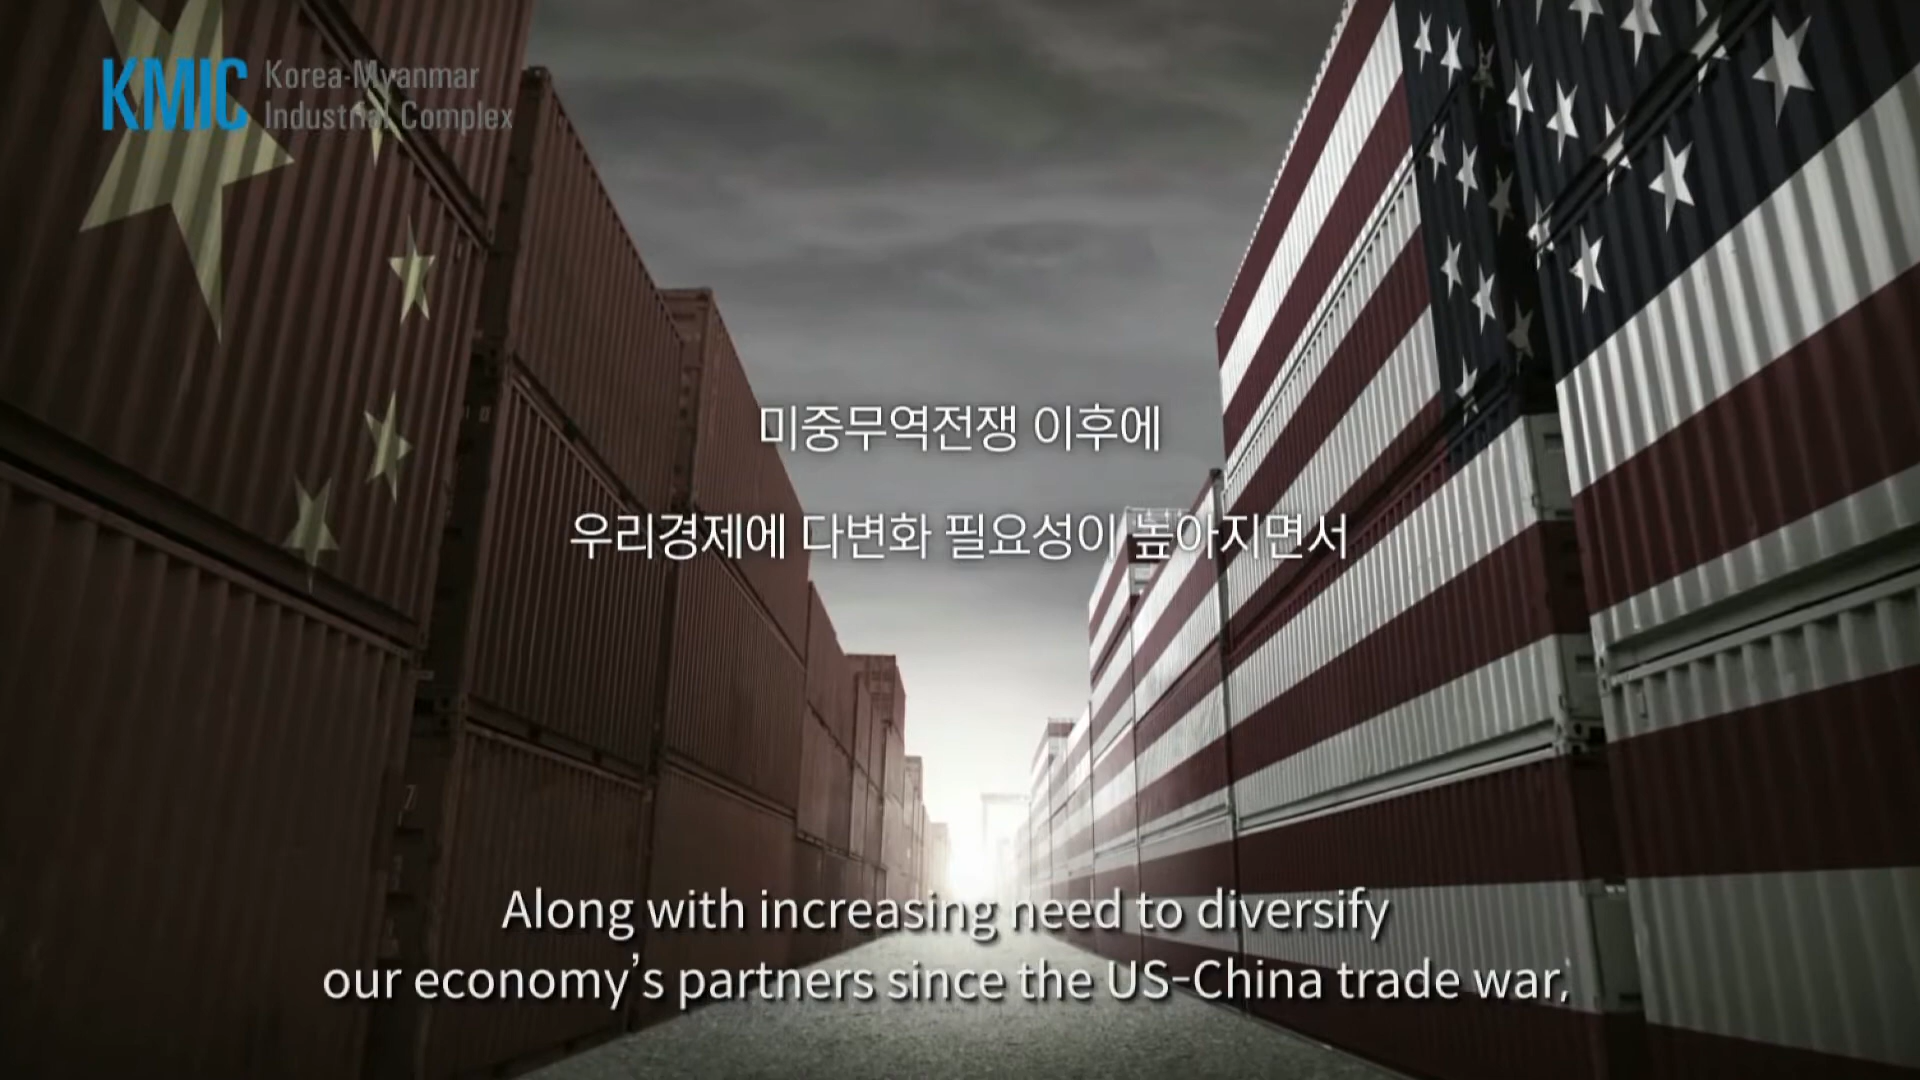 KMIC
Korea-Myanmar
Industrial Complex
미중무역전쟁 이후에
우리경제에 다변화 필요성이 높아지면서
Along with increasing need to diversify
our economy's partners since the US-China trade war,
7